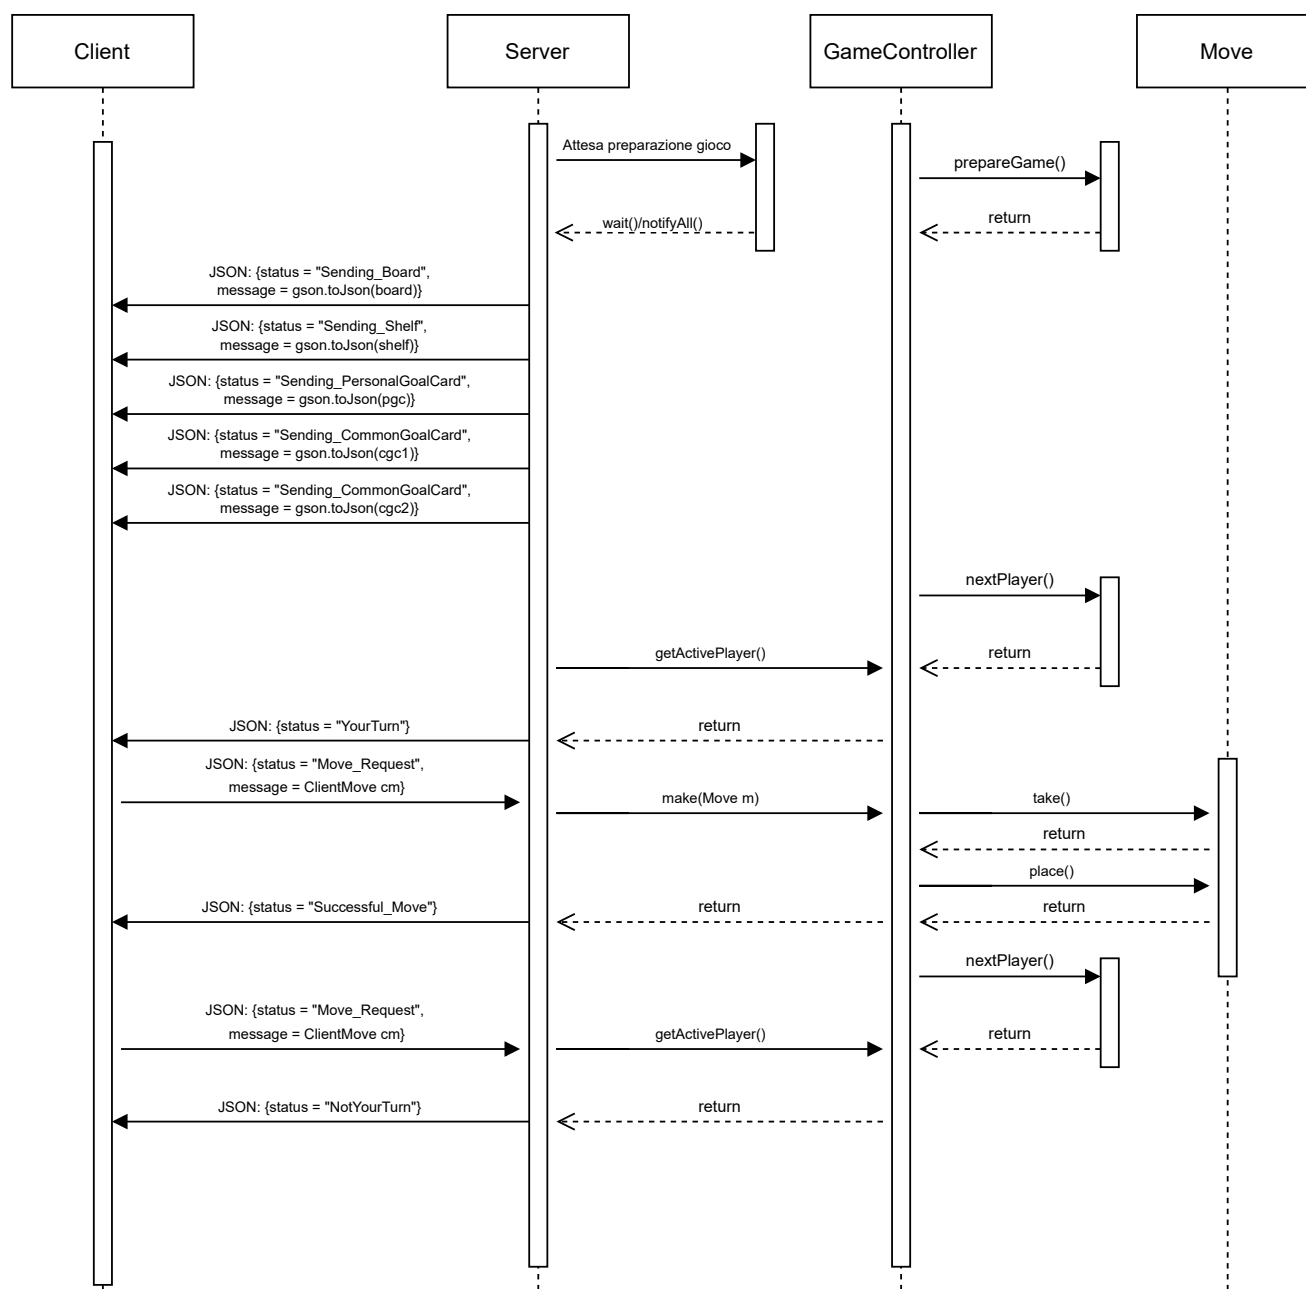 Client
Server
GameController
Move
Attesa preparazione gioco
prepareGame()
wait()/notifyAll()
return
JSON: {status = "Sending_Board",
message = gson.toJson(board)}
JSON: {status = "Sending_Shelf",
message = gson.toJson(shelf)}
JSON: {status = "Sending_PersonalGoalCard",
message = gson.toJson(pgc)}
JSON: {status = "Sending_CommonGoalCard",
message = gson.toJson(cgc1)}
JSON: {status = "Sending_CommonGoalCard",
message = gson.toJson(cgc2)}
nextPlayer()
getActivePlayer()
return
JSON: {status = "YourTurn"}
return
JSON: {status = "Move_Request",
message = ClientMove cm}
make(Move m)
take()
return
place()
JSON: {status = "Successful_Move"}
return
return
nextPlayer()
JSON: {status = "Move_Request",
message = ClientMove cm}
getActivePlayer()
return
JSON: {status = "NotYourTurn"}
return